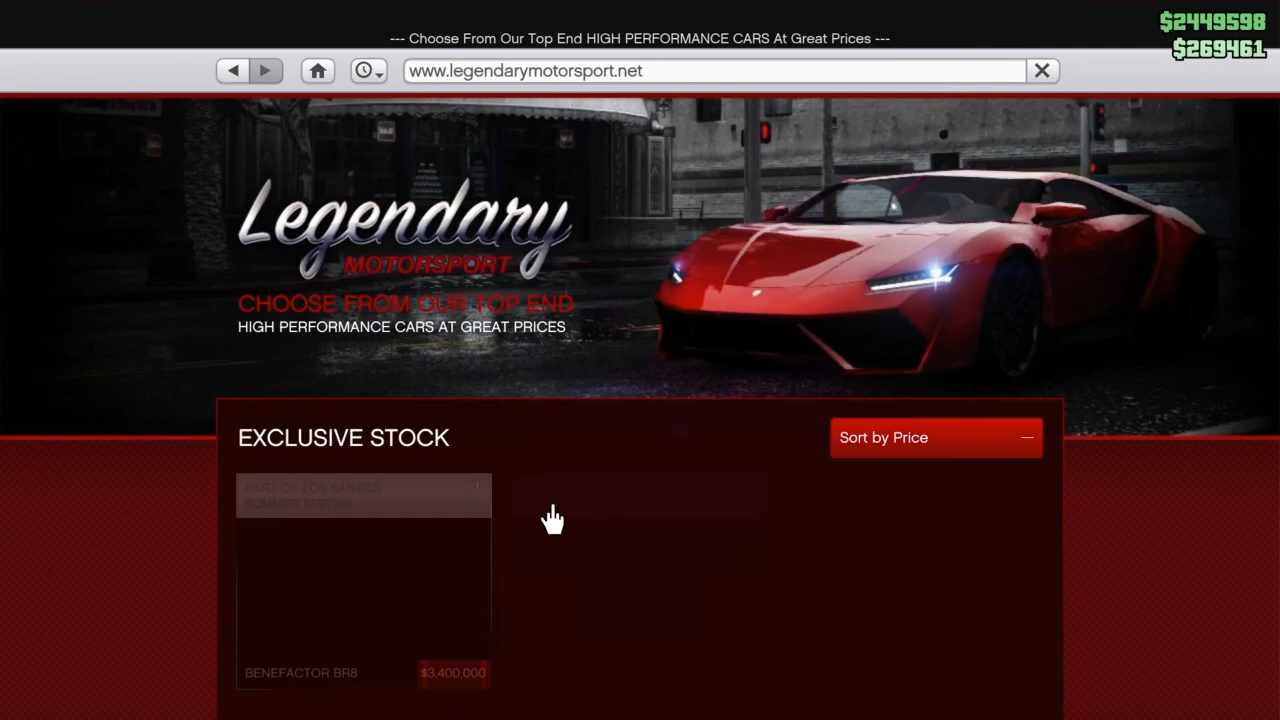 $2449598
--- Choose From Our Top End HIGH PERFORMANCE CARS At Great Prices ---
$269461
www.legendarymotorsport.net
Legendary
MOTORSPORT
CHOOSE FROM OUR TOP END
HIGH PERFORMANCE CARS AT GREAT PRICES
EXCLUSIVE STOCK
Sort by Price
PART OF LOS SANTOS
SUMMER SPECIAL
BENEFACTOR BR8
$3,400,000